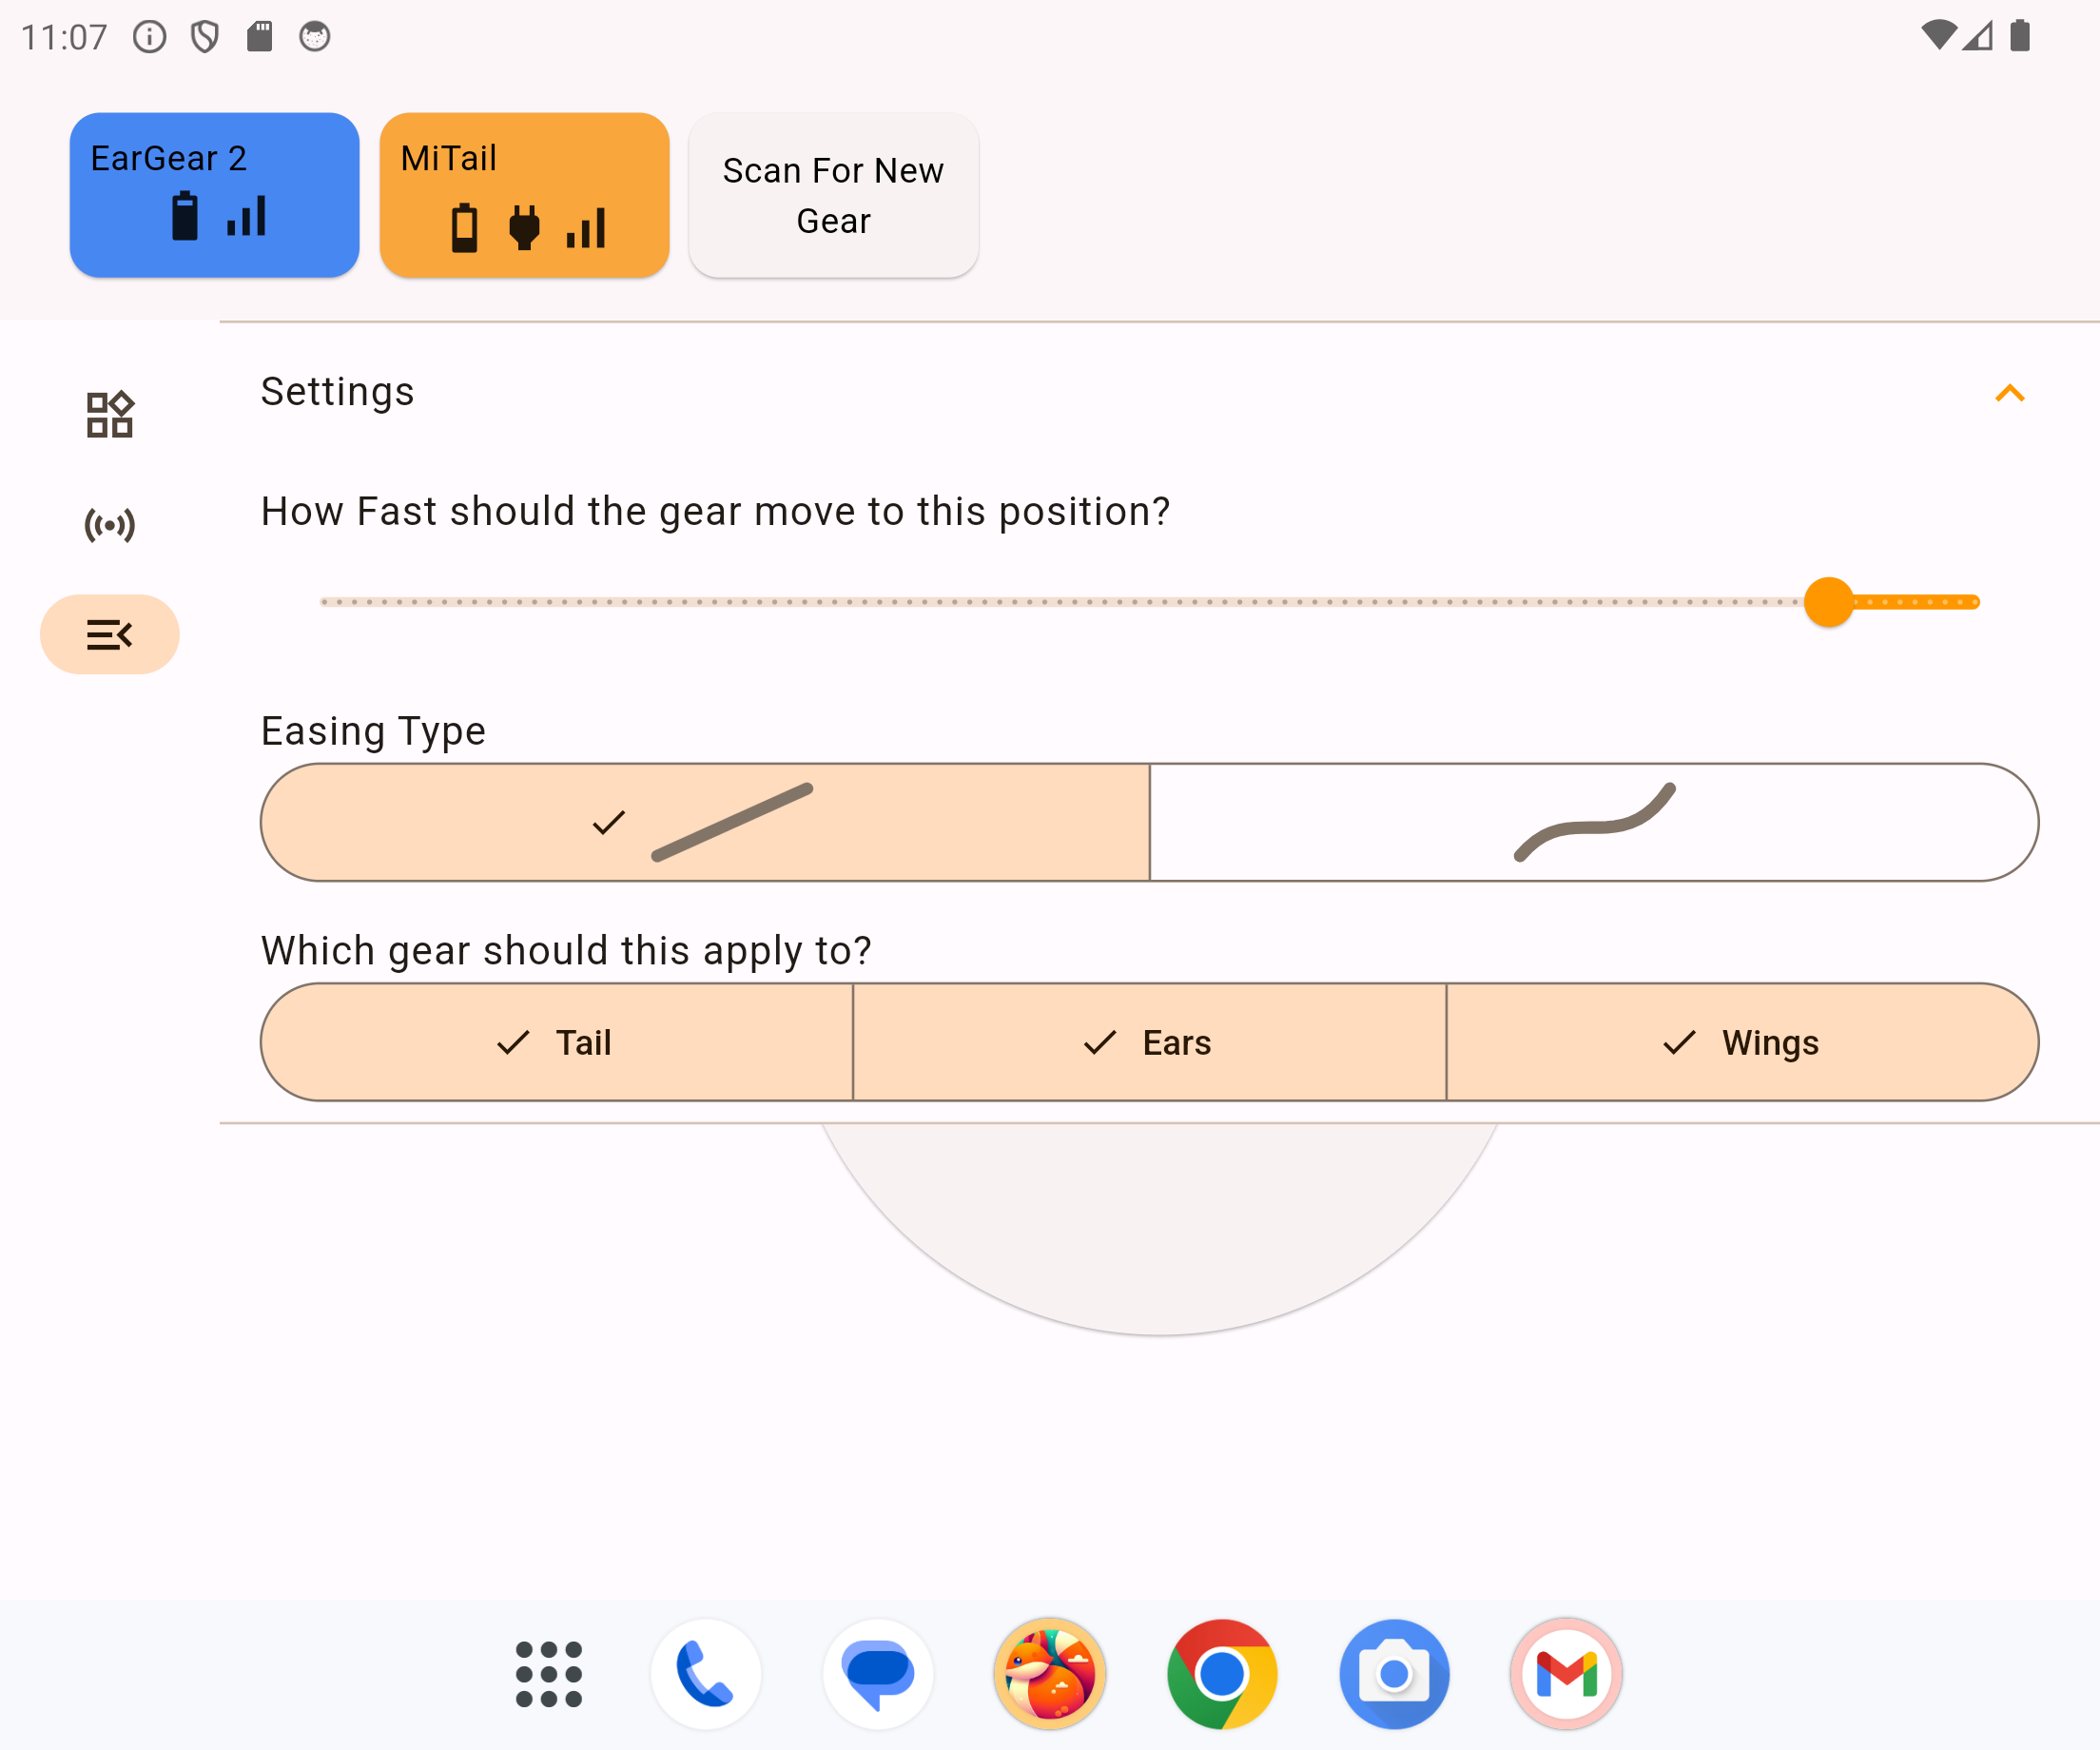 11:07
EarGear 2
MiTail
Scan For New
Gear
Settings
How Fast should the gear move to this position?
Easing Type
Which gear should this apply to?
Tail
Ears
Wings